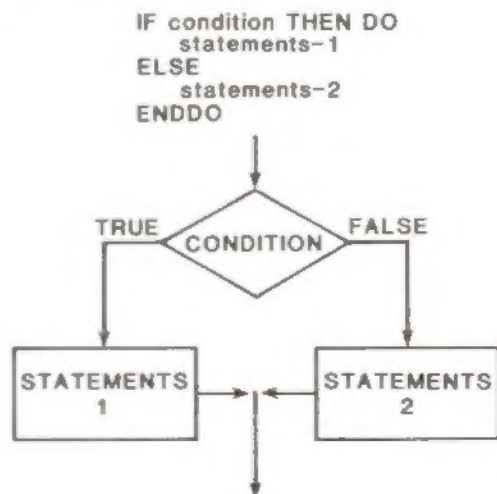 IF condition THEN DO
statements-1
ELSE
statements-2
ENDDO
TRUE
FALSE
CONDITION
STATEMENTS
1
STATEMENTS
2